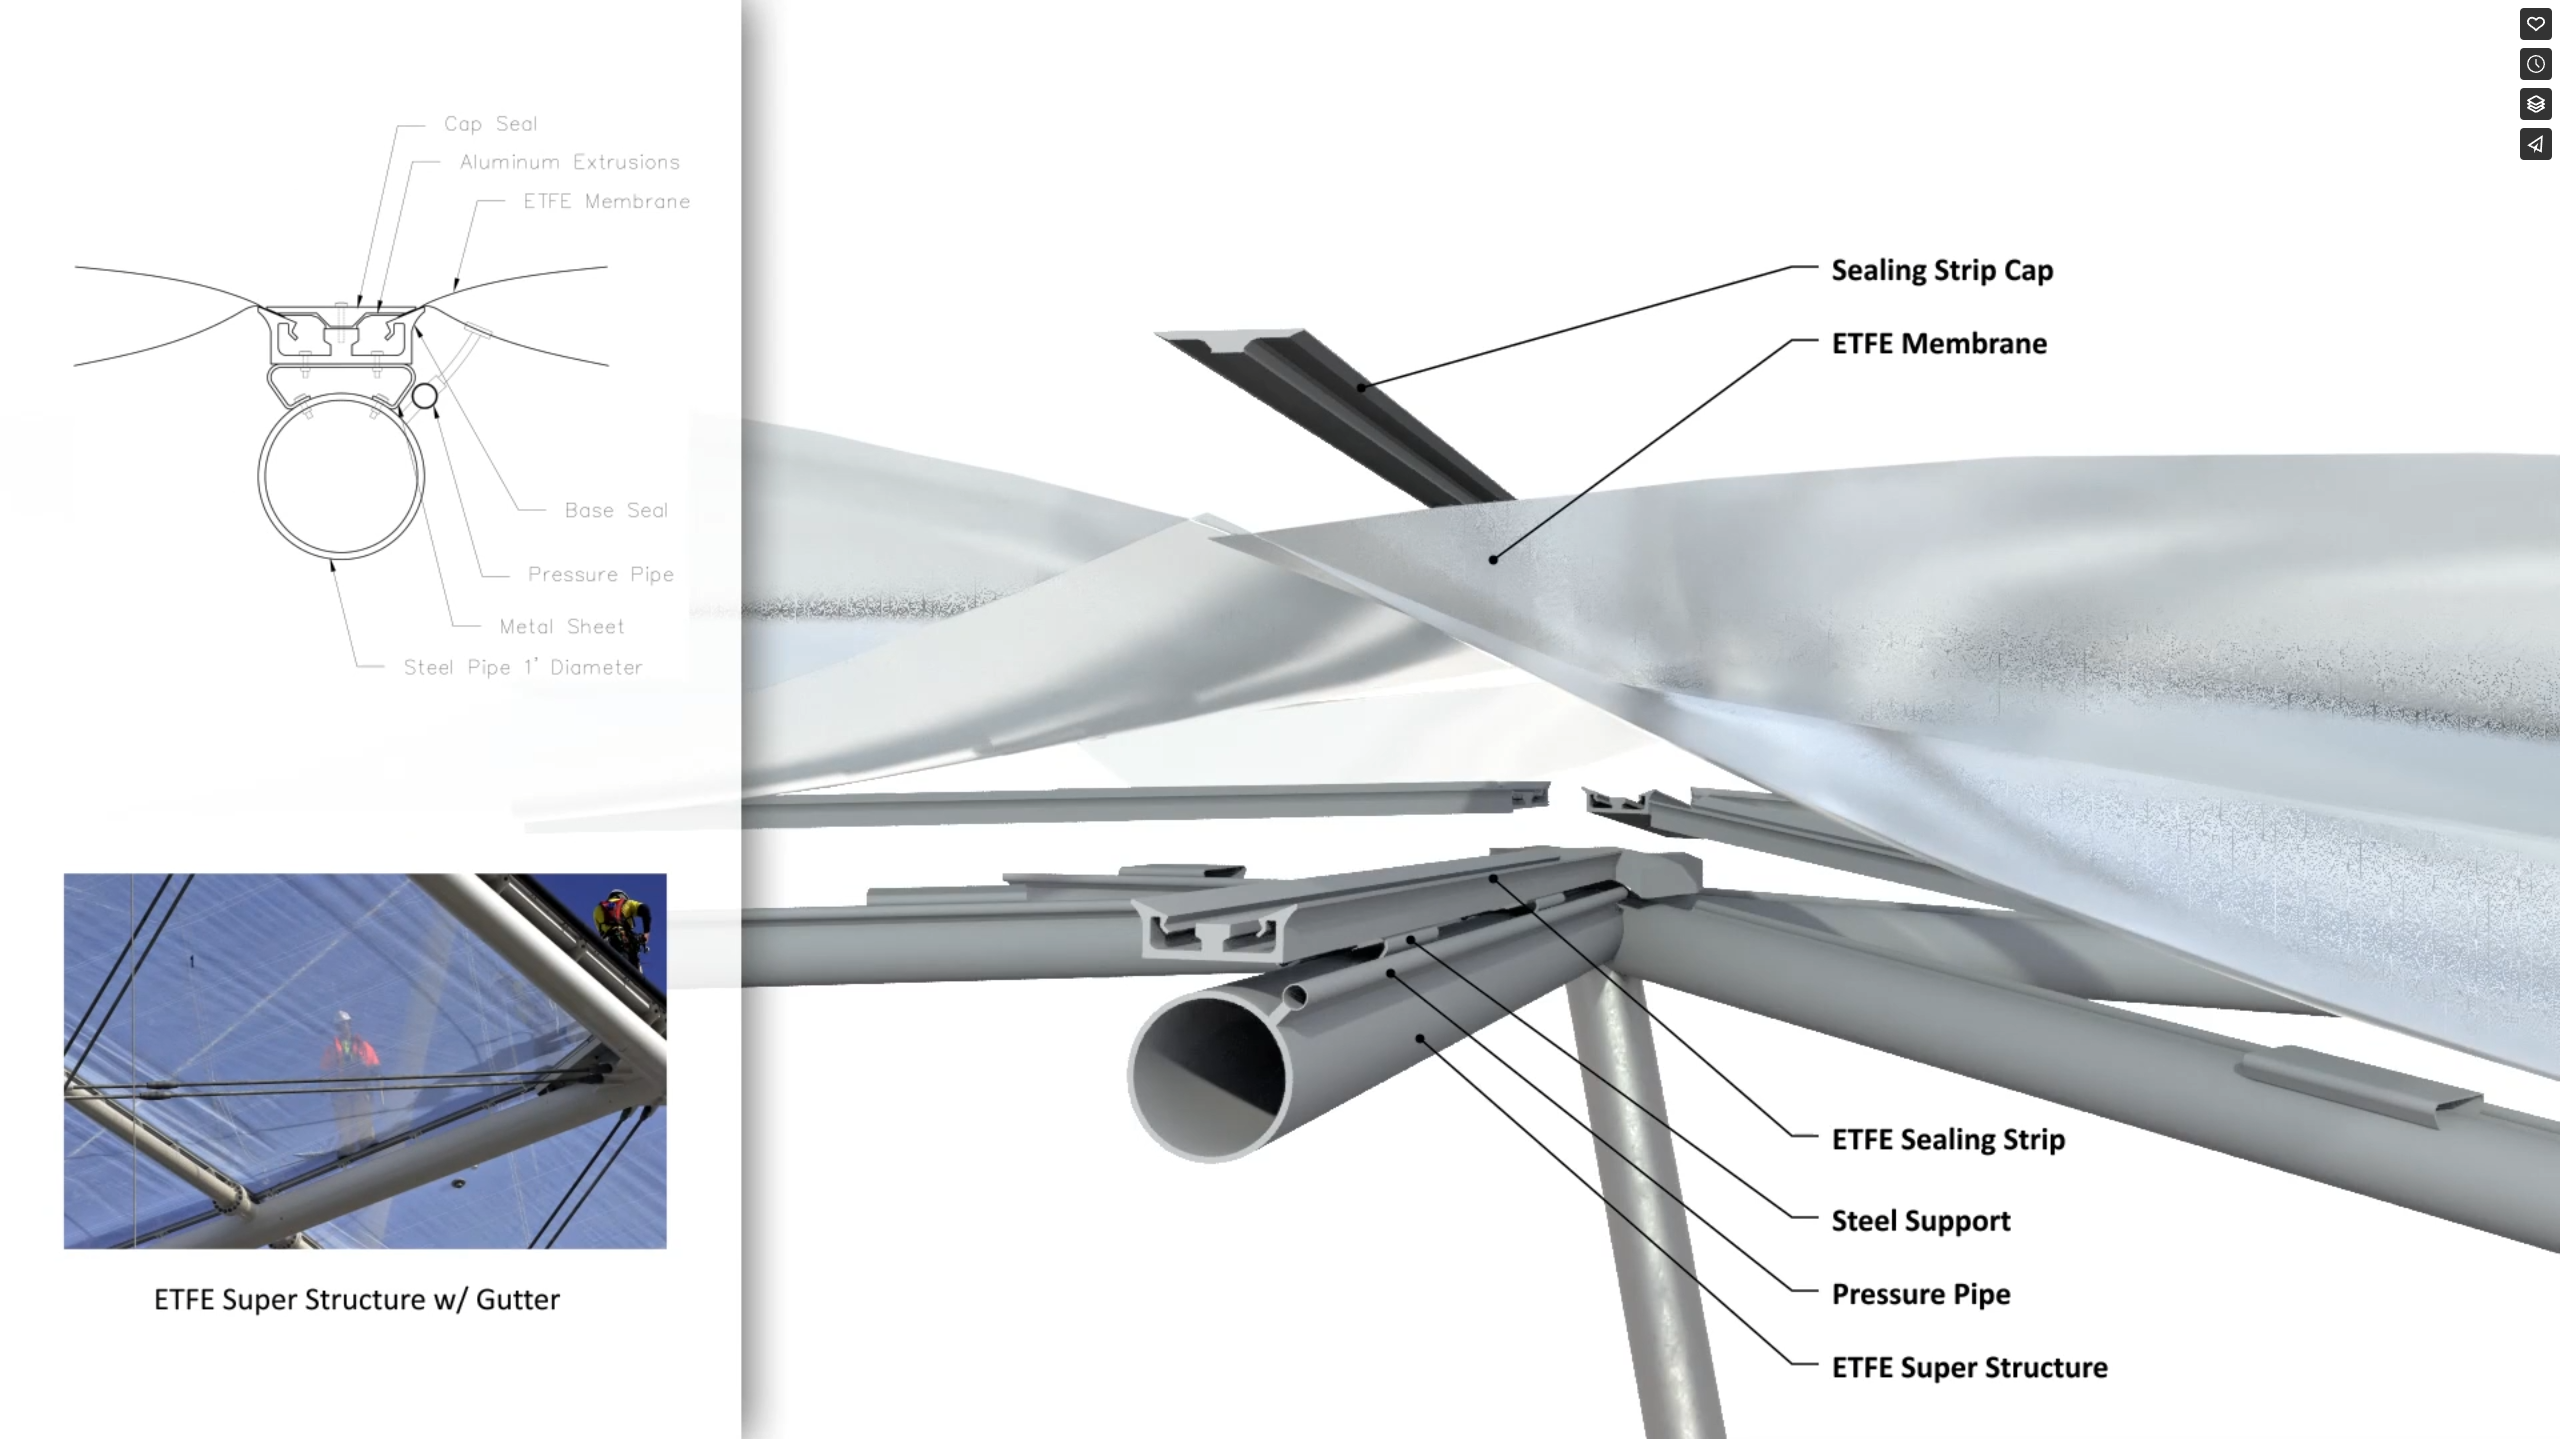 Cap Seal
Aluminum Extrusions
ETFE Membrane
Base Seal
Pressure Pipe
Metal Sheet
Steel Pipe 1' Diameter
ETFE Super Structure w/ Gutter
Sealing Strip Cap
ETFE Membrane
ETFE Sealing Strip
Steel Support
Pressure Pipe
ETFE Super Structure